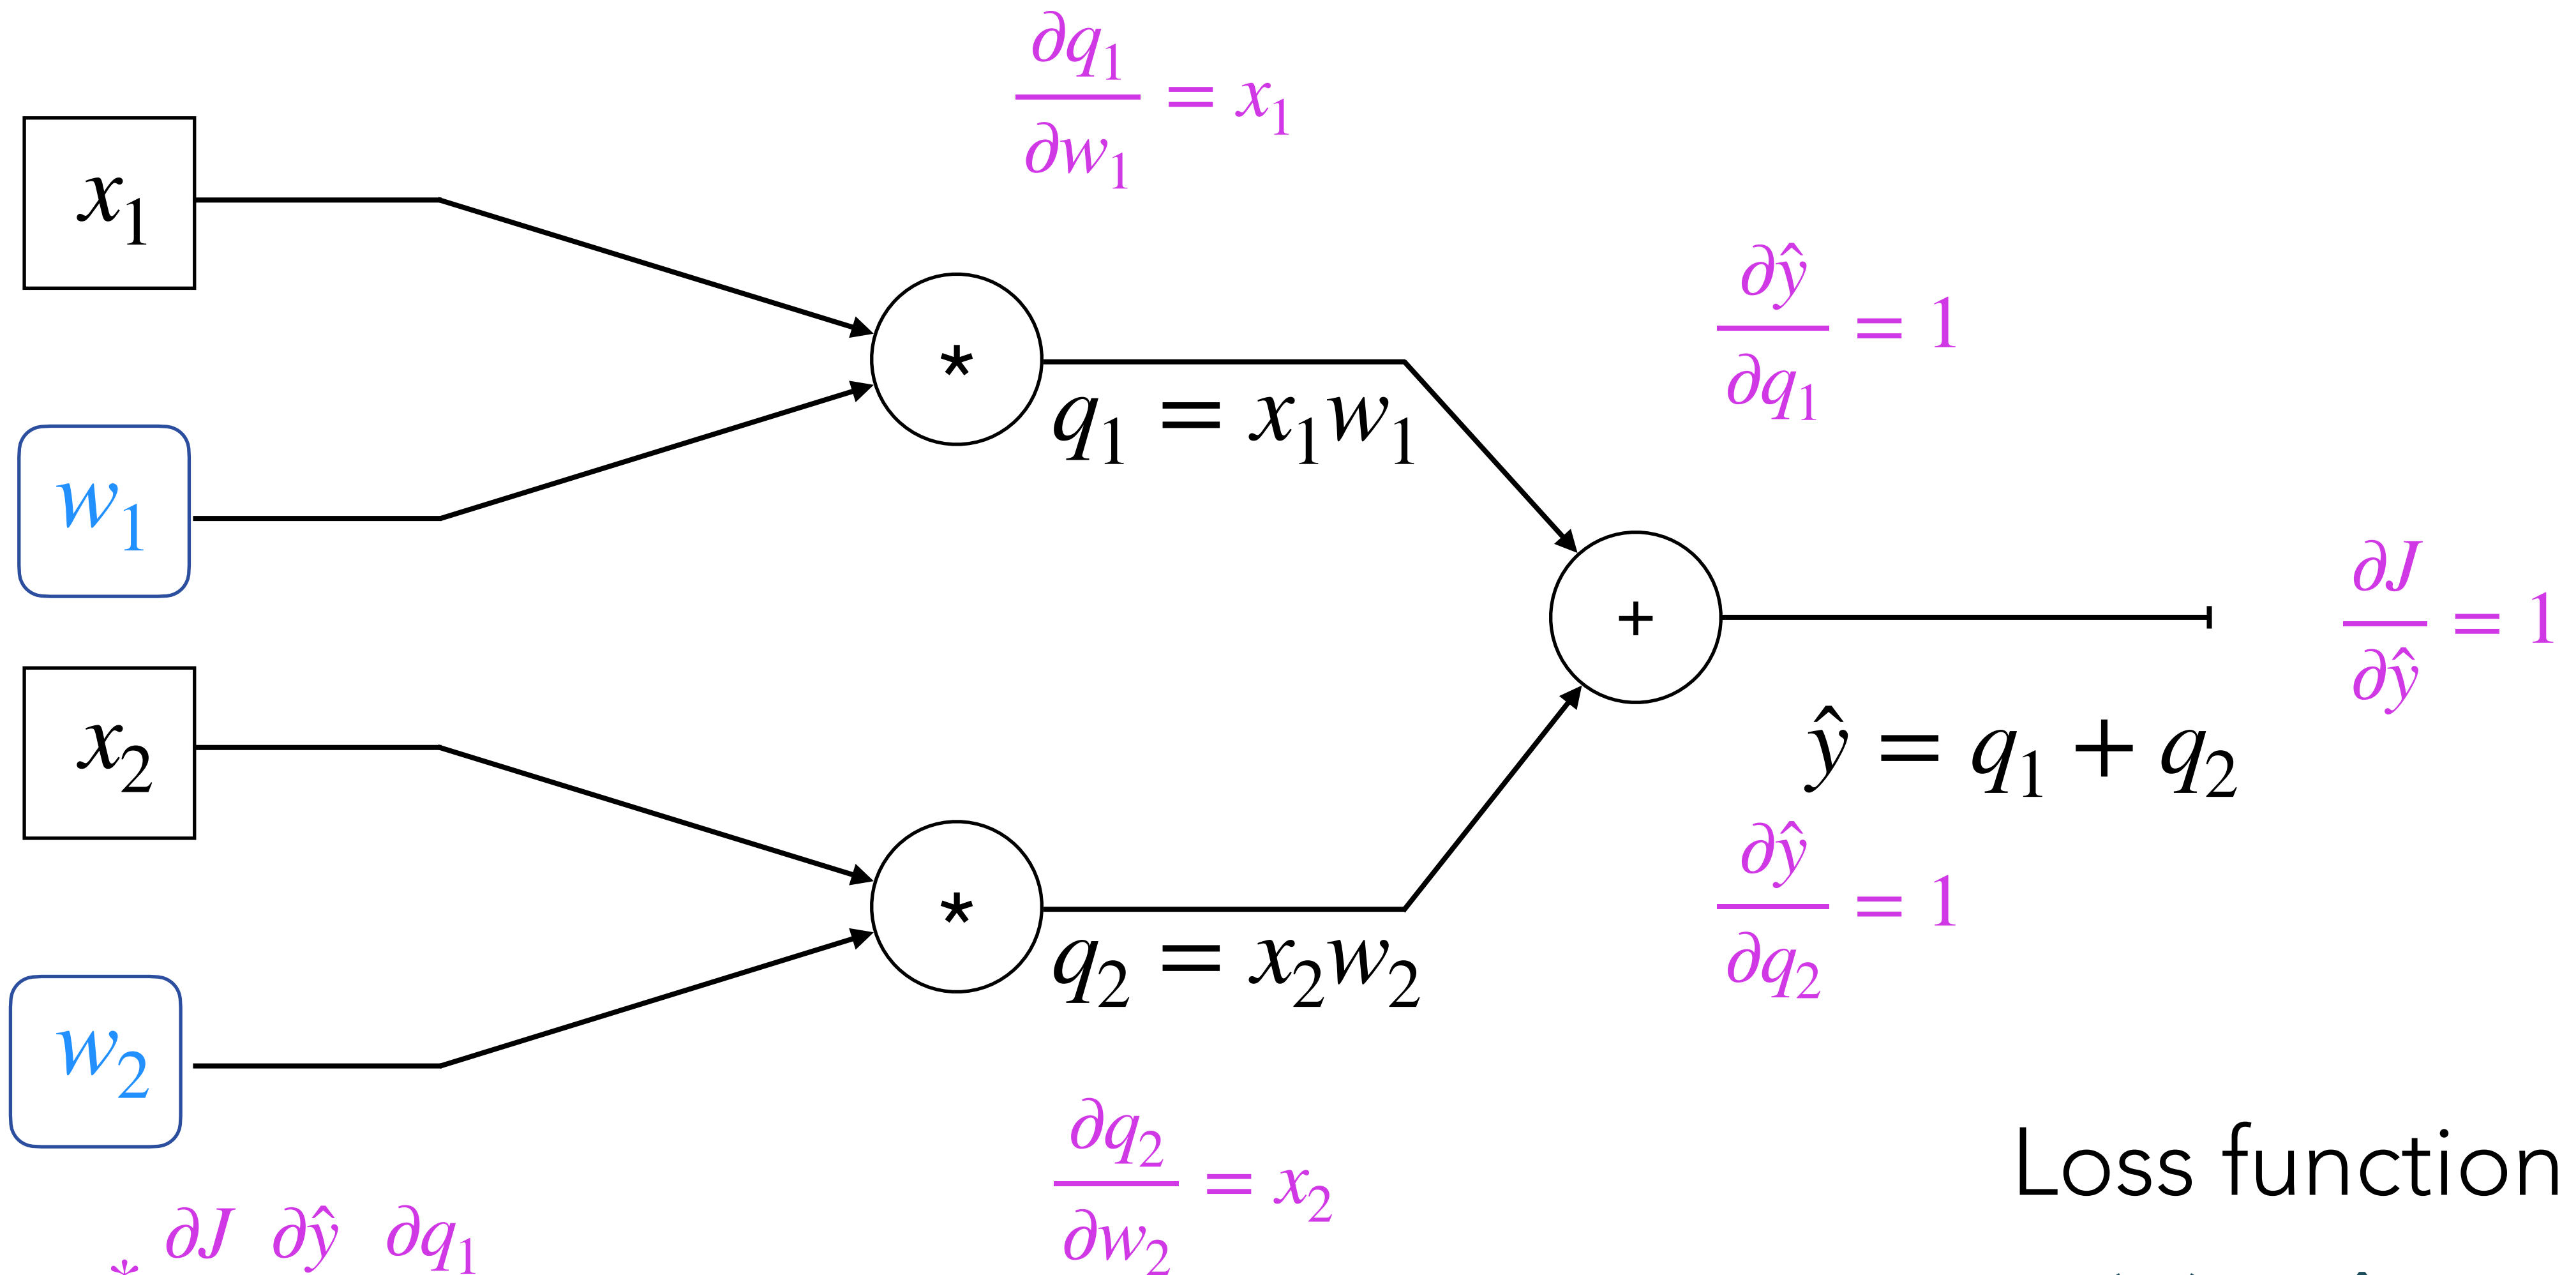 ∂q₁/∂w₁ = x₁
x₁
∂ŷ/∂q₁ = 1
*
q₁ = x₁w₁
w₁
∂J/∂ŷ = 1
+
x₂
ŷ = q₁ + q₂
∂ŷ/∂q₂ = 1
*
q₂ = x₂w₂
w₂
∂q₂/∂w₂ = x₂
Loss function
∂J ∂ŷ ∂q₁